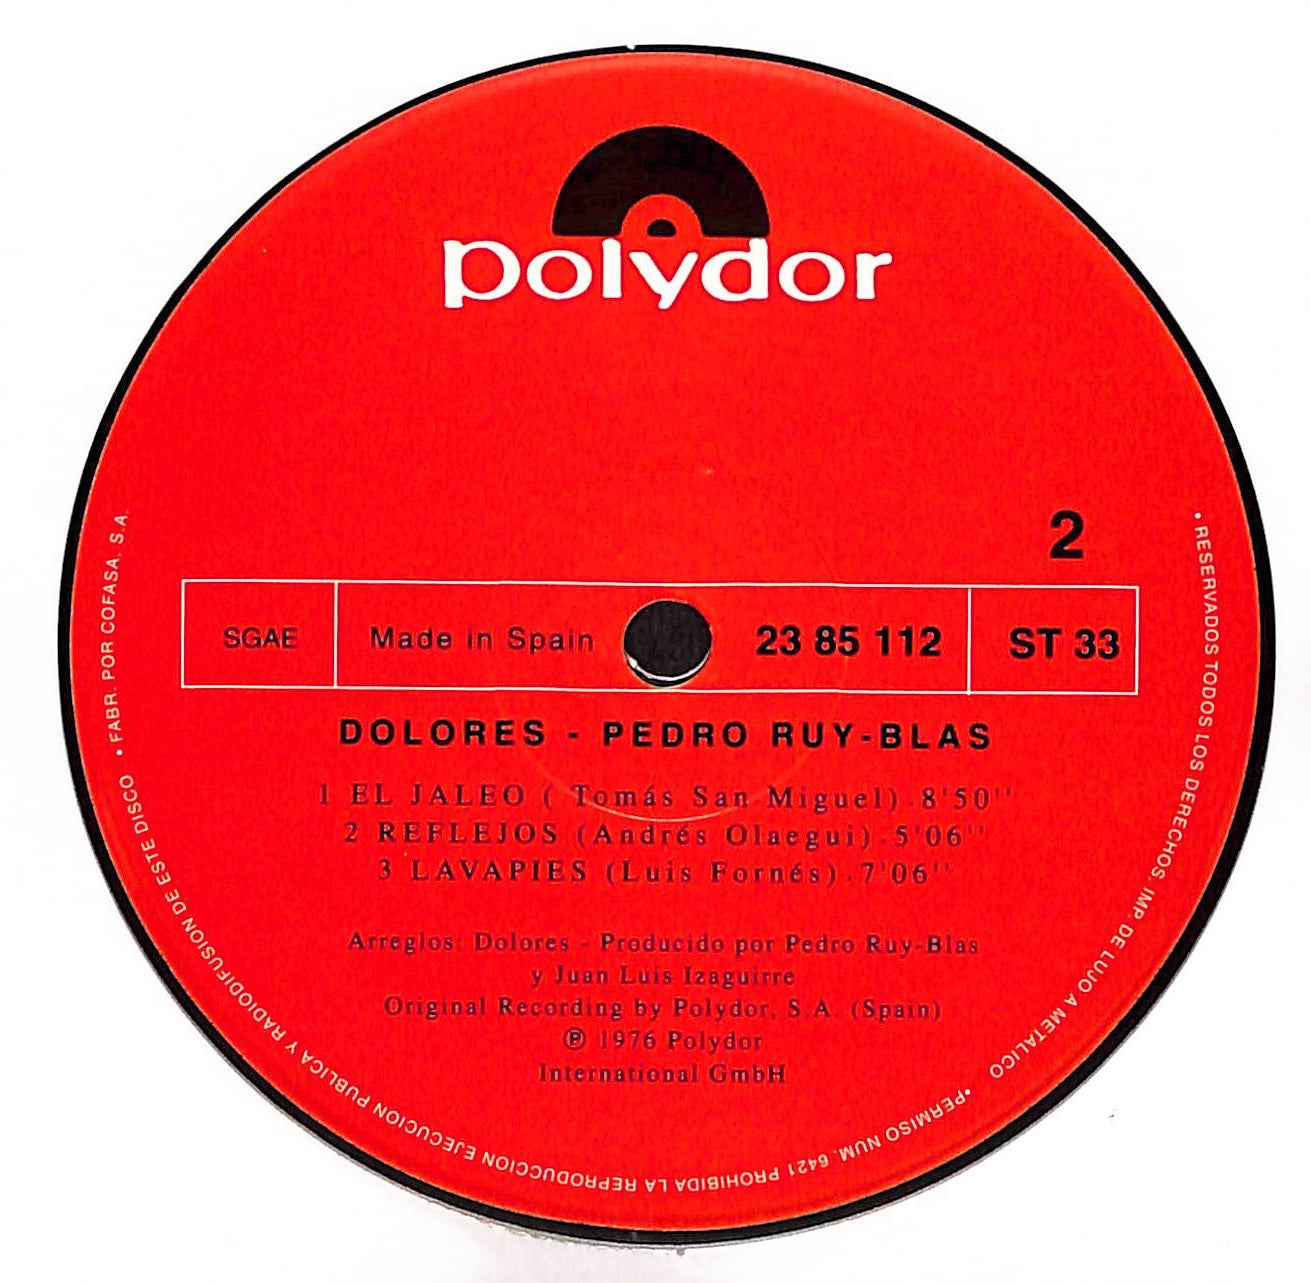 polydor
2
SGAE
Made in Spain
23 85 112
ST 33
DOLORES - PEDRO RUY-BLAS
1 EL JALEO ( Tomás San Miguel) . 8'50''
2 REFLEJOS (Andrés Olaegui) . 5'06''
3 LAVAPIES (Luis Fornés) . 7'06''
Arreglos: Dolores - Producido por Pedro Ruy-Blas
y Juan Luis Izaguirre
Original Recording by Polydor, S.A. (Spain)
℗ 1976 Polydor
International GmbH
• RESERVADOS TODOS LOS DERECHOS IMP DE LUJO A METALICO •PERMISO NUM. 6421 PROHIBIDA LA REPRODUCCION EJECUCION PUBLICA Y RADIODIFUSION DE ESTE DISCO • FABR. POR COFASA. S.A.